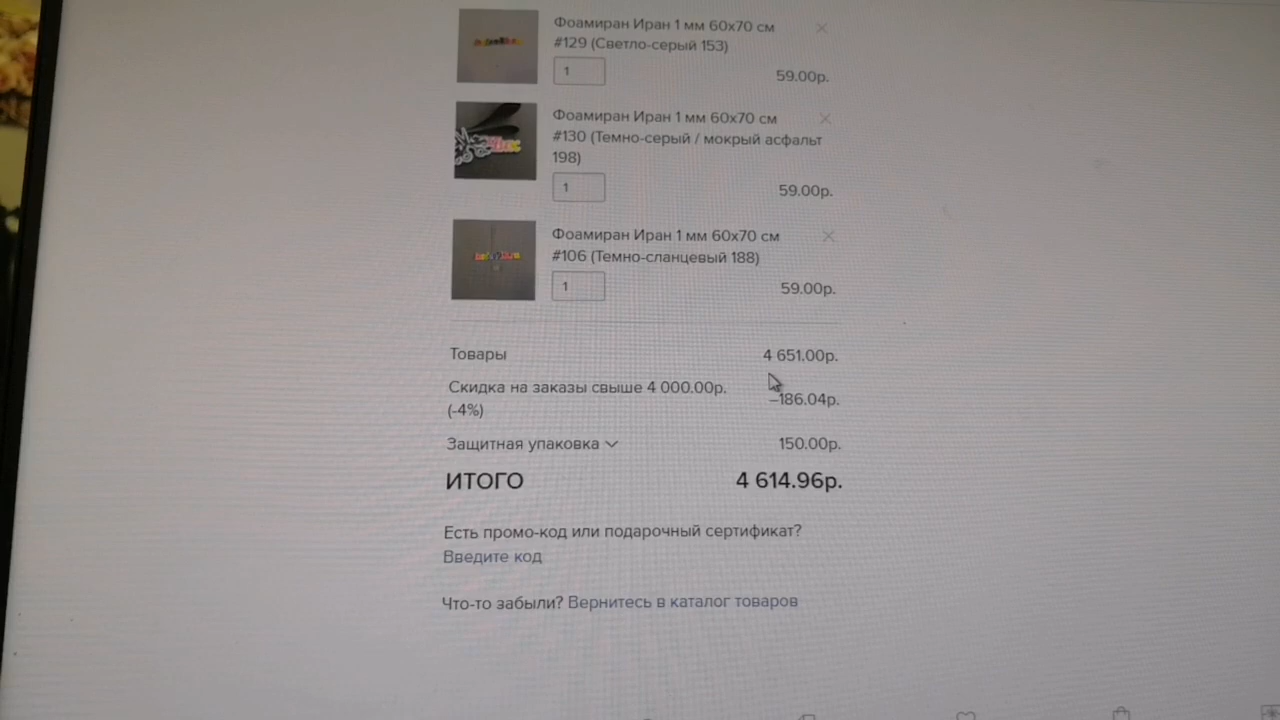 Фоамиран Иран 1 мм 60x70 см
#129 (Светло-серый 153)
1
59.00р.
Фоамиран Иран 1 мм 60x70 см
#130 (Темно-серый / мокрый асфальт
198)
1
59.00р.
Фоамиран Иран 1 мм 60x70 см
#106 (Темно-сланцевый 188)
1
59.00р.
Товары 4 651.00р.
Скидка на заказы свыше 4 000.00р.
(-4%) –186.04р.
Защитная упаковка 150.00р.
ИТОГО 4 614.96р.
Есть промо-код или подарочный сертификат?
Введите код
Что-то забыли? Вернитесь в каталог товаров